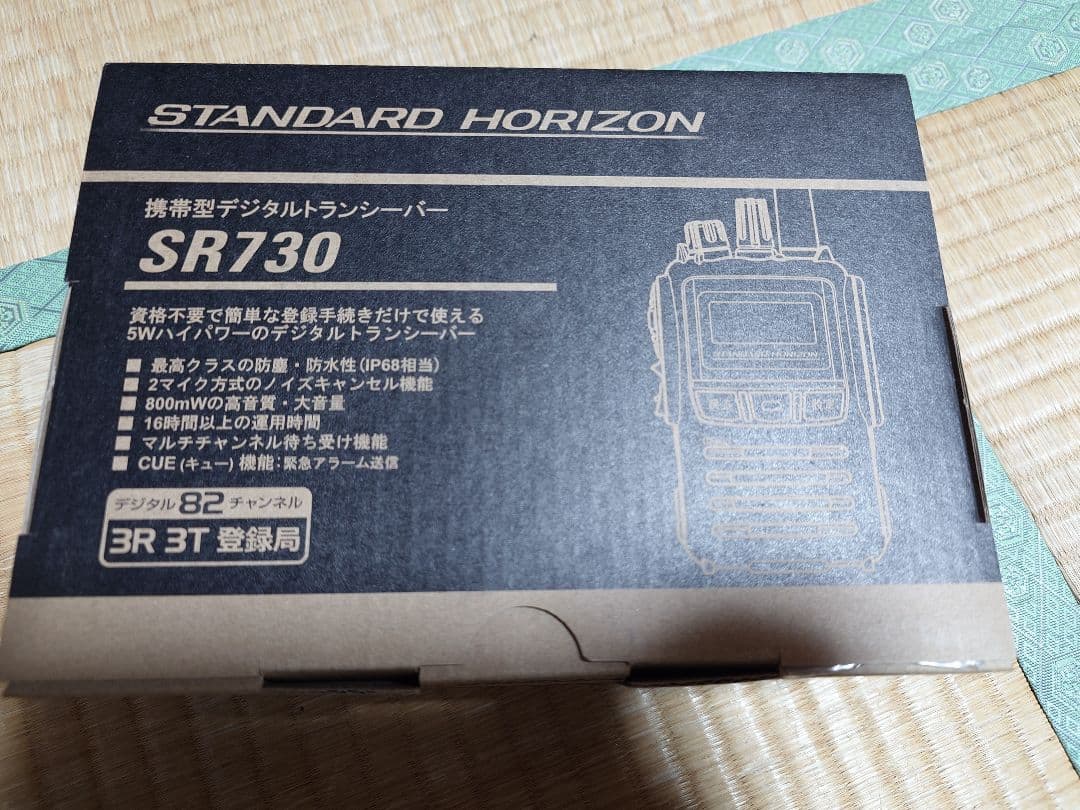 STANDARD HORIZON
携帯型デジタルトランシーバー
SR730
資格不要で簡単な登録手続きだけで使える
5Wハイパワーのデジタルトランシーバー
■ 最高クラスの防塵・防水性(IP68相当)
■ 2マイク方式のノイズキャンセル機能
■ 800mWの高音質・大音量
■ 16時間以上の運用時間
■ マルチチャンネル待ち受け機能
■ CUE(キュー)機能:緊急アラーム送信
デジタル82チャンネル
3R 3T 登録局
STANDARD HORIZON